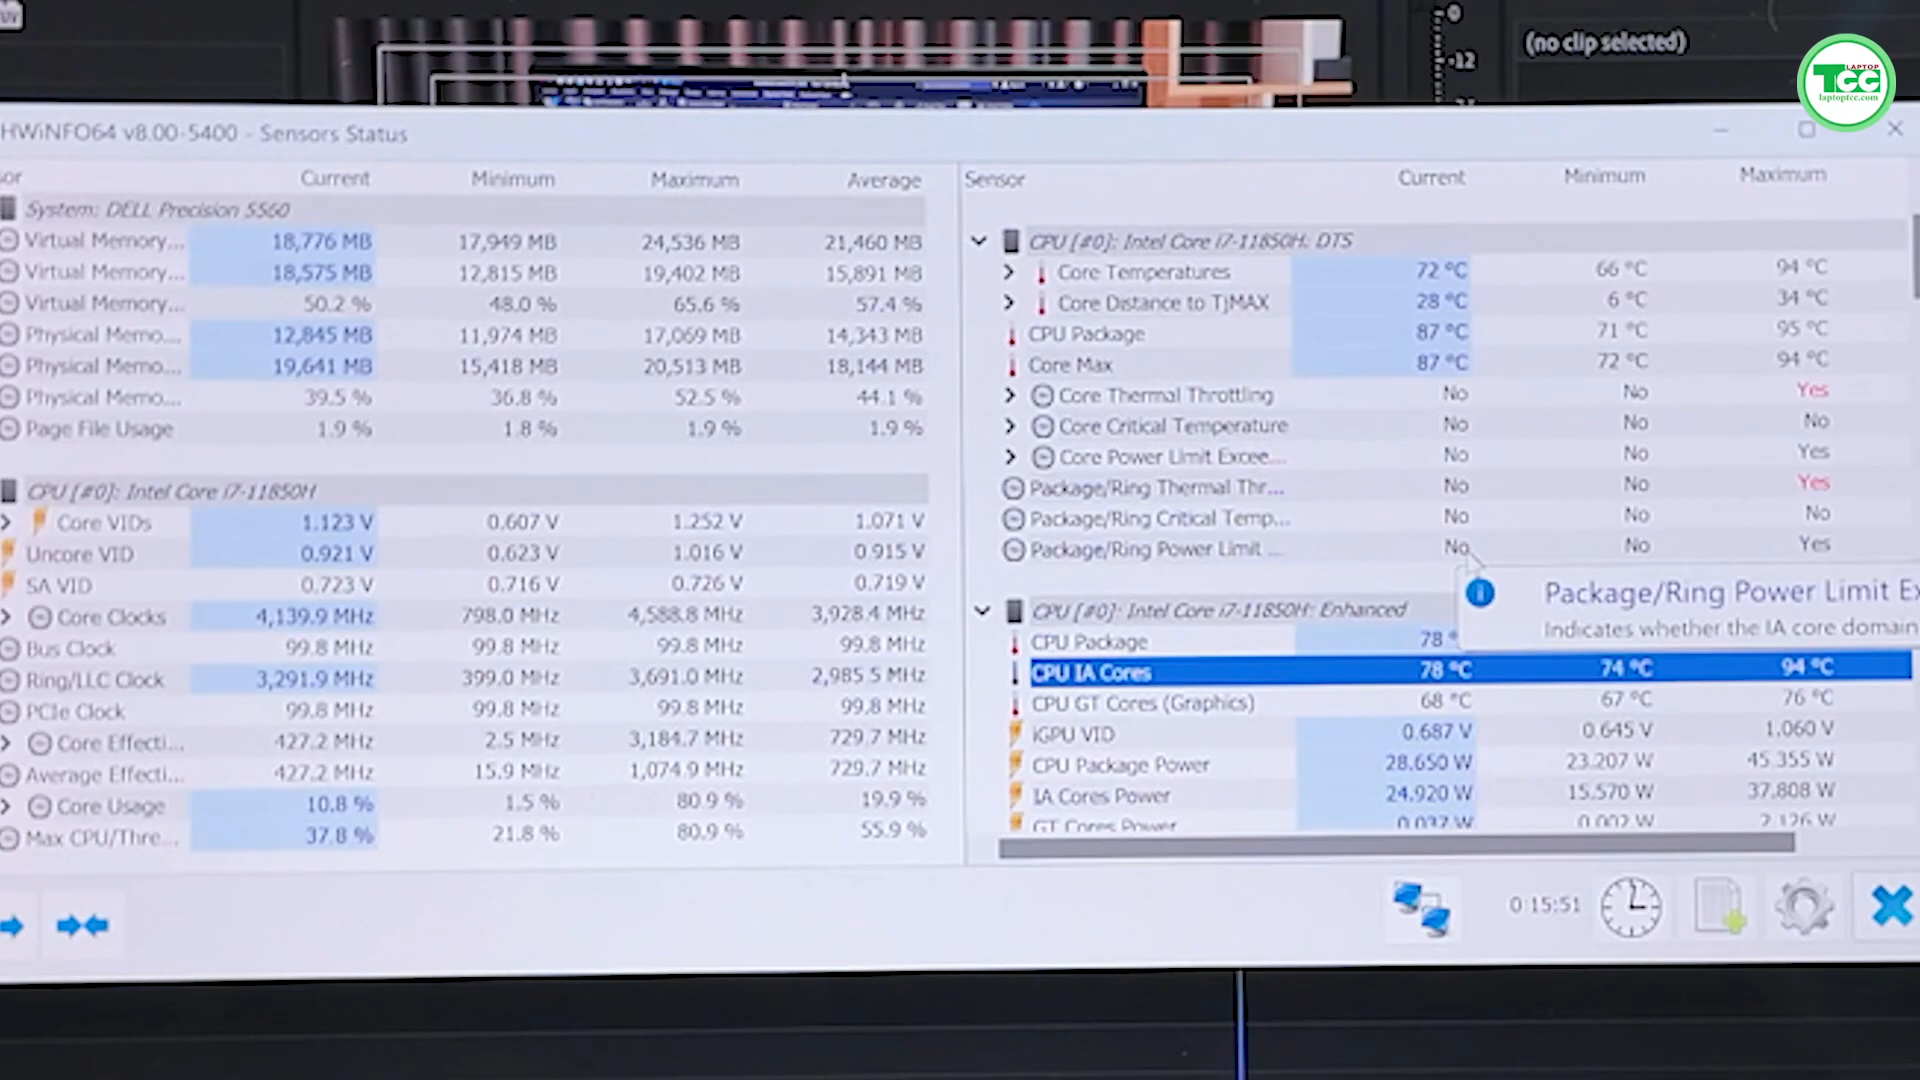 (no clip selected)
LAPTOP
TCC
laptoptcc.com
0
-12
HWiNFO64 v8.00-5400 - Sensors Status
sor Current Minimum Maximum Average
System: DELL Precision 5560
Virtual Memory... 18,776 MB 17,949 MB 24,536 MB 21,460 MB
Virtual Memory... 18,575 MB 12,815 MB 19,402 MB 15,891 MB
Virtual Memory... 50.2 % 48.0 % 65.6 % 57.4 %
Physical Memo... 12,845 MB 11,974 MB 17,069 MB 14,343 MB
Physical Memo... 19,641 MB 15,418 MB 20,513 MB 18,144 MB
Physical Memo... 39.5 % 36.8 % 52.5 % 44.1 %
Page File Usage 1.9 % 1.8 % 1.9 % 1.9 %
CPU [#0]: Intel Core i7-11850H
Core VIDs 1.123 V 0.607 V 1.252 V 1.071 V
Uncore VID 0.921 V 0.623 V 1.016 V 0.915 V
SA VID 0.723 V 0.716 V 0.726 V 0.719 V
Core Clocks 4,139.9 MHz 798.0 MHz 4,588.8 MHz 3,928.4 MHz
Bus Clock 99.8 MHz 99.8 MHz 99.8 MHz 99.8 MHz
Ring/LLC Clock 3,291.9 MHz 399.0 MHz 3,691.0 MHz 2,985.5 MHz
PCIe Clock 99.8 MHz 99.8 MHz 99.8 MHz 99.8 MHz
Core Effecti... 427.2 MHz 2.5 MHz 3,184.7 MHz 729.7 MHz
Average Effecti... 427.2 MHz 15.9 MHz 1,074.9 MHz 729.7 MHz
Core Usage 10.8 % 1.5 % 80.9 % 19.9 %
Max CPU/Thre... 37.8 % 21.8 % 80.9 % 55.9 %
Sensor Current Minimum Maximum
CPU [#0]: Intel Core i7-11850H: DTS
Core Temperatures 72 °C 66 °C 94 °C
Core Distance to TjMAX 28 °C 6 °C 34 °C
CPU Package 87 °C 71 °C 95 °C
Core Max 87 °C 72 °C 94 °C
Core Thermal Throttling No No Yes
Core Critical Temperature No No No
Core Power Limit Excee... No No Yes
Package/Ring Thermal Thr... No No Yes
Package/Ring Critical Temp... No No No
Package/Ring Power Limit ... No No Yes
Package/Ring Power Limit Ex
Indicates whether the IA core domain
CPU [#0]: Intel Core i7-11850H: Enhanced
CPU Package 78 °
CPU IA Cores 78 °C 74 °C 94 °C
CPU GT Cores (Graphics) 68 °C 67 °C 76 °C
iGPU VID 0.687 V 0.645 V 1.060 V
CPU Package Power 28.650 W 23.207 W 45.355 W
IA Cores Power 24.920 W 15.570 W 37.808 W
GT Cores Power 0.037 W 0.002 W 2.126 W
0:15:51